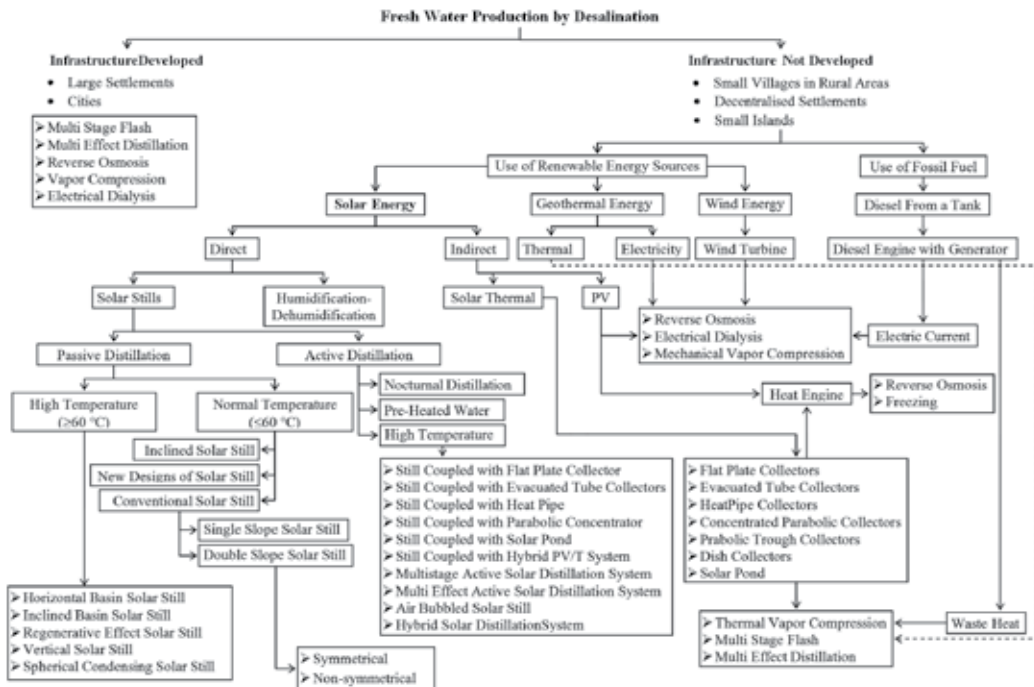 Fresh Water Production by Desalination
InfrastructureDeveloped
• Large Settlements
• Cities
➢ Multi Stage Flash
➢ Multi Effect Distillation
➢ Reverse Osmosis
➢ Vapor Compression
➢ Electrical Dialysis
Infrastructure Not Developed
• Small Villages in Rural Areas
• Decentralised Settlements
• Small Islands
Use of Renewable Energy Sources
Use of Fossil Fuel
Solar Energy
Geothermal Energy
Wind Energy
Diesel From a Tank
Direct
Indirect
Thermal
Electricity
Wind Turbine
Diesel Engine with Generator
Solar Stills
Humidification-
Dehumidification
Solar Thermal
PV
➢ Reverse Osmosis
➢ Electrical Dialysis
➢ Mechanical Vapor Compression
Electric Current
Passive Distillation
Active Distillation
Heat Engine
➢ Reverse Osmosis
➢ Freezing
High Temperature
(≥60 °C)
Normal Temperature
(≤60 °C)
Nocturnal Distillation
Pre-Heated Water
High Temperature
Inclined Solar Still
New Designs of Solar Still
Conventional Solar Still
Single Slope Solar Still
Double Slope Solar Still
➢ Still Coupled with Flat Plate Collector
➢ Still Coupled with Evacuated Tube Collectors
➢ Still Coupled with Heat Pipe
➢ Still Coupled with Parabolic Concentrator
➢ Still Coupled with Solar Pond
➢ Still Coupled with Hybrid PV/T System
➢ Multistage Active Solar Distillation System
➢ Multi Effect Active Solar Distillation System
➢ Air Bubbled Solar Still
➢ Hybrid Solar DistillationSystem
➢ Flat Plate Collectors
➢ Evacuated Tube Collectors
➢ HeatPipe Collectors
➢ Concentrated Parabolic Collectors
➢ Prabolic Trough Collectors
➢ Dish Collectors
➢ Solar Pond
➢ Horizontal Basin Solar Still
➢ Inclined Basin Solar Still
➢ Regenerative Effect Solar Still
➢ Vertical Solar Still
➢ Spherical Condensing Solar Still
➢ Symmetrical
➢ Non-symmetrical
➢ Thermal Vapor Compression
➢ Multi Stage Flash
➢ Multi Effect Distillation
Waste Heat